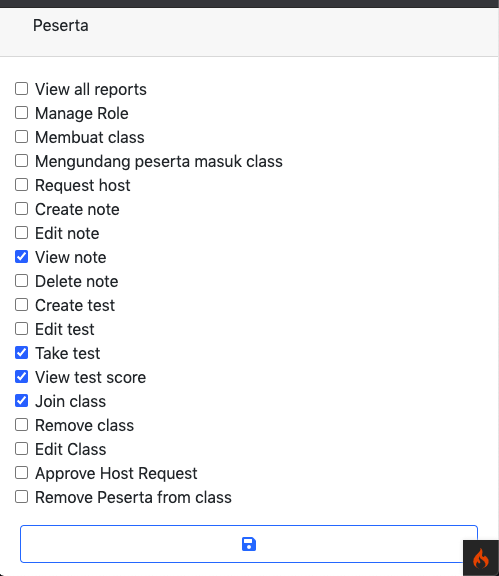 Peserta
View all reports
Manage Role
Membuat class
Mengundang peserta masuk class
Request host
Create note
Edit note
View note
Delete note
Create test
Edit test
Take test
View test score
Join class
Remove class
Edit Class
Approve Host Request
Remove Peserta from class